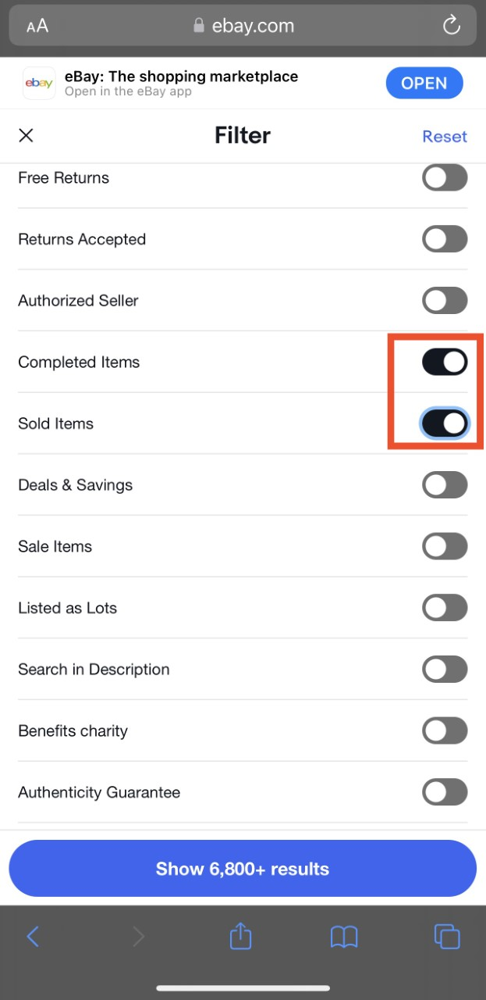 AA ebay.com
ebay
eBay: The shopping marketplace
Open in the eBay app
OPEN
Filter
Reset
Free Returns
Returns Accepted
Authorized Seller
Completed Items
Sold Items
Deals & Savings
Sale Items
Listed as Lots
Search in Description
Benefits charity
Authenticity Guarantee
Show 6,800+ results